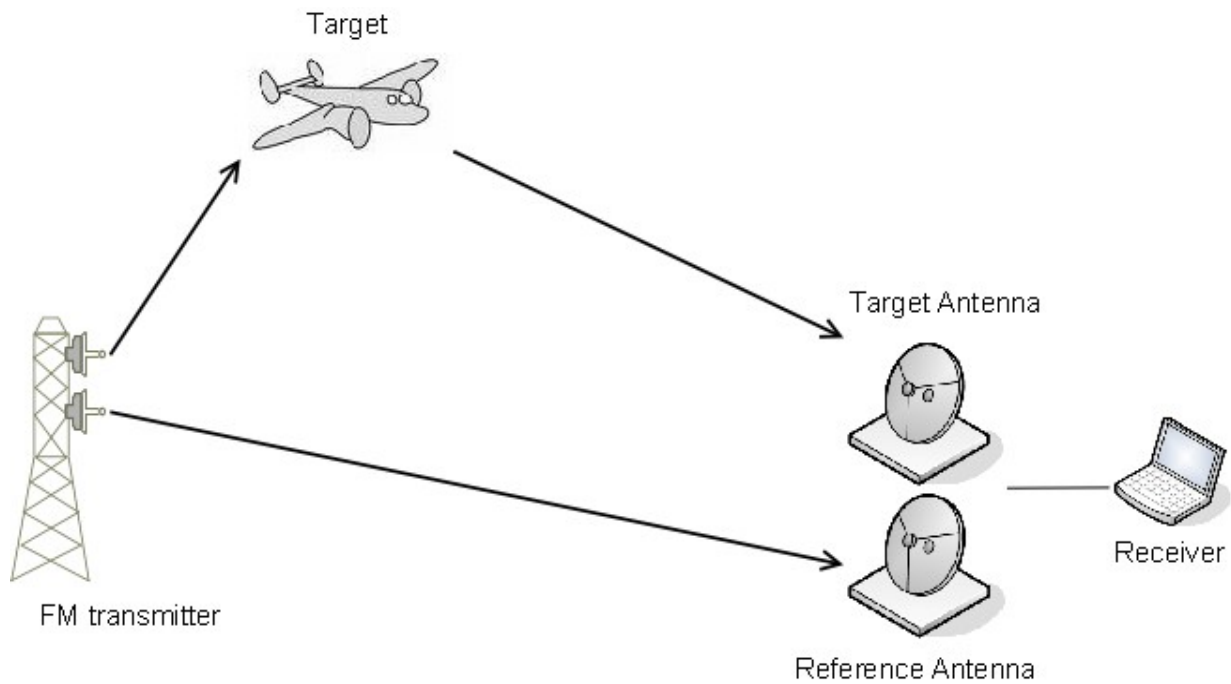 Target
Target Antenna
Receiver
FM transmitter
Reference Antenna